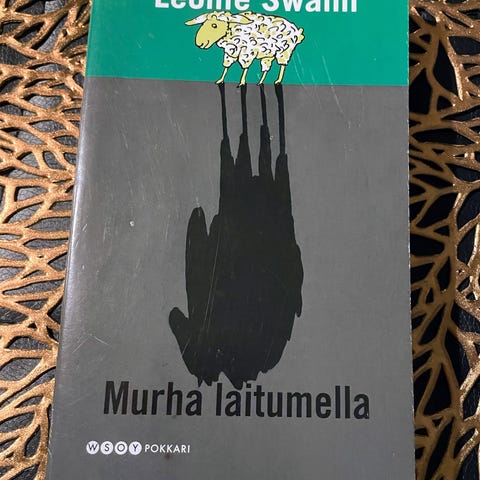 Leonie Swann
Murha laitumella
WSOY POKKARI